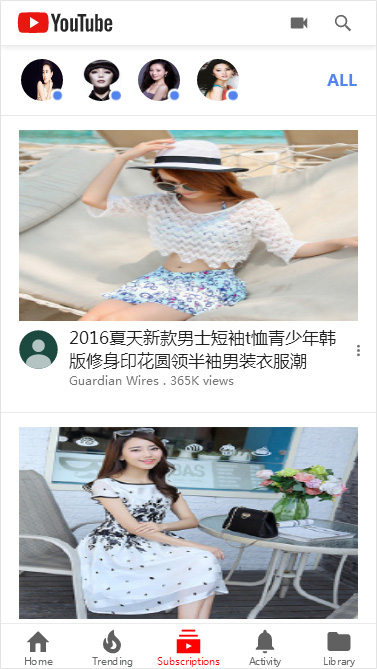 YouTube
ALL
2016夏天新款男士短袖t恤青少年韩
版修身印花圆领半袖男装衣服潮
Guardian Wires . 365K views
Home
Trending
Subscriptions
Activity
Library